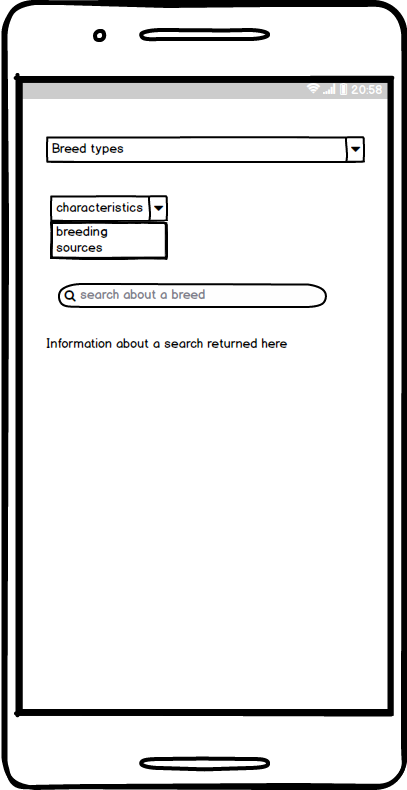 20:58
Breed types
characteristics
breeding
sources
search about a breed
Information about a search returned here